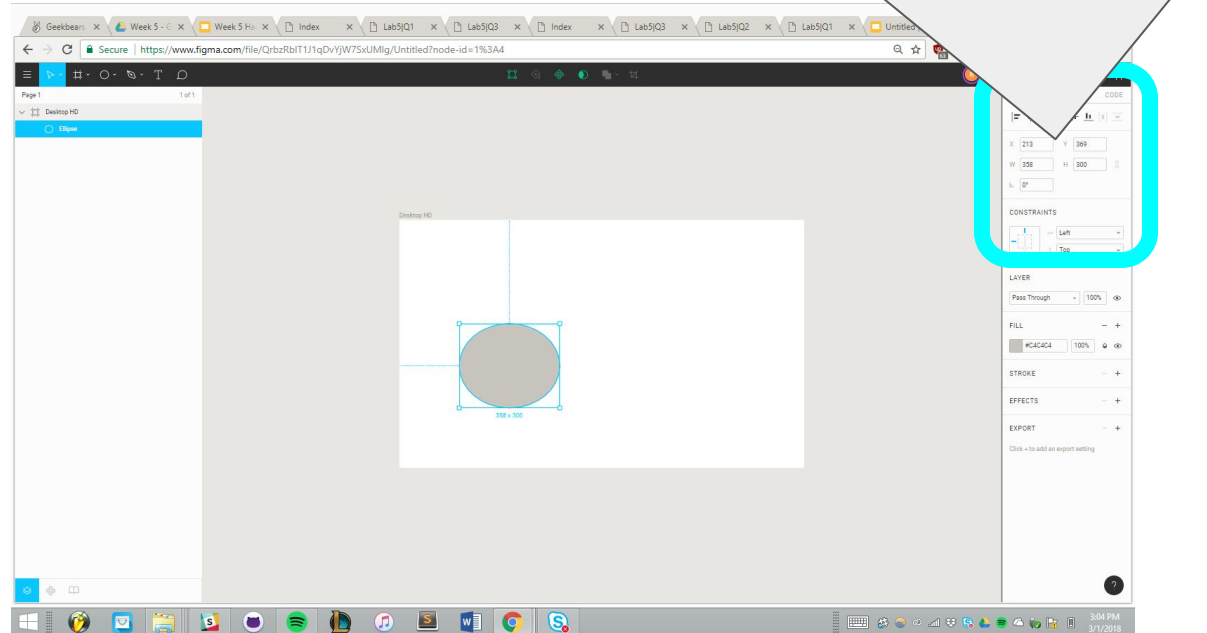 Geekbears Week 5 - G Week 5 Ha Index Lab5|Q1 Lab5|Q3 Index Lab5|Q3 Lab5|Q2 Lab5|Q1 Untitled
Secure https://www.figma.com/file/QrbzRbIT1J1qDvYjW7SxUMlg/Untitled?node-id=1%3A4
T
Page 1 1 of 1 CODE
Desktop HD
Ellipse
X 213 Y 369
W 358 H 300
0°
CONSTRAINTS
Desktop HD
Left
Top
LAYER
Pass Through 100%
FILL
#C4C4C4 100%
STROKE
EFFECTS
358 x 300
EXPORT
Click + to add an export setting
?
3:04 PM
3/1/2018